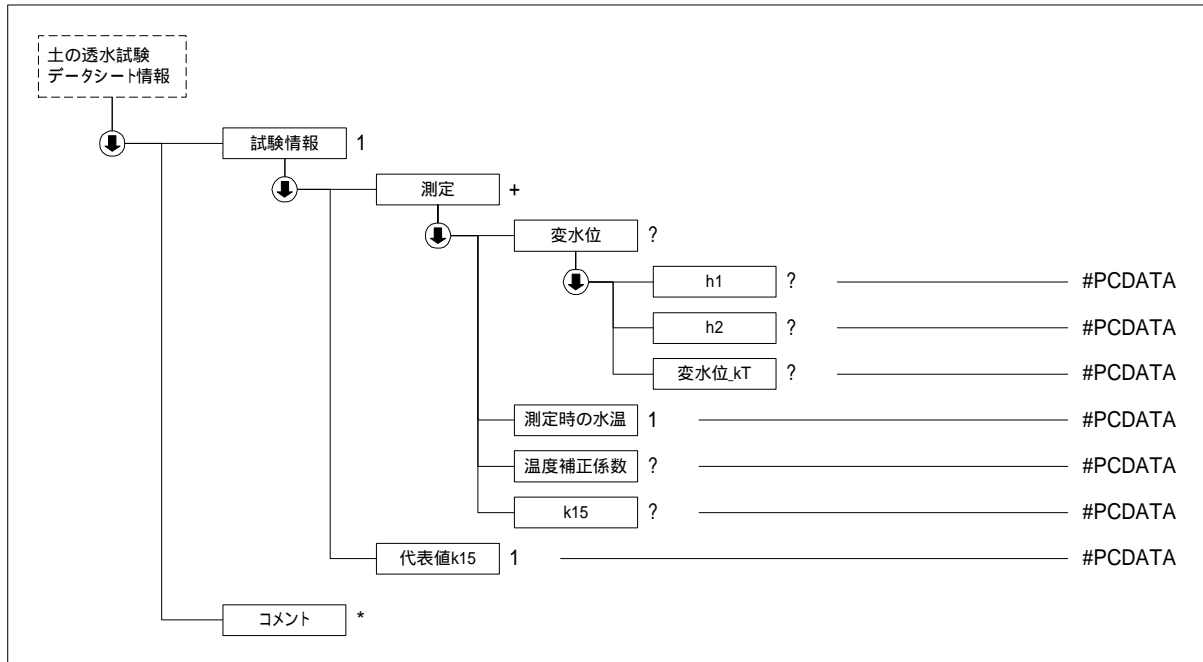 土の透水試験
データシート情報
試験情報 1
測定 +
変水位 ?
h1 ? #PCDATA
h2 ? #PCDATA
変水位_kT ? #PCDATA
測定時の水温 1 #PCDATA
温度補正係数 ? #PCDATA
k15 ? #PCDATA
代表値k15 1 #PCDATA
コメント *